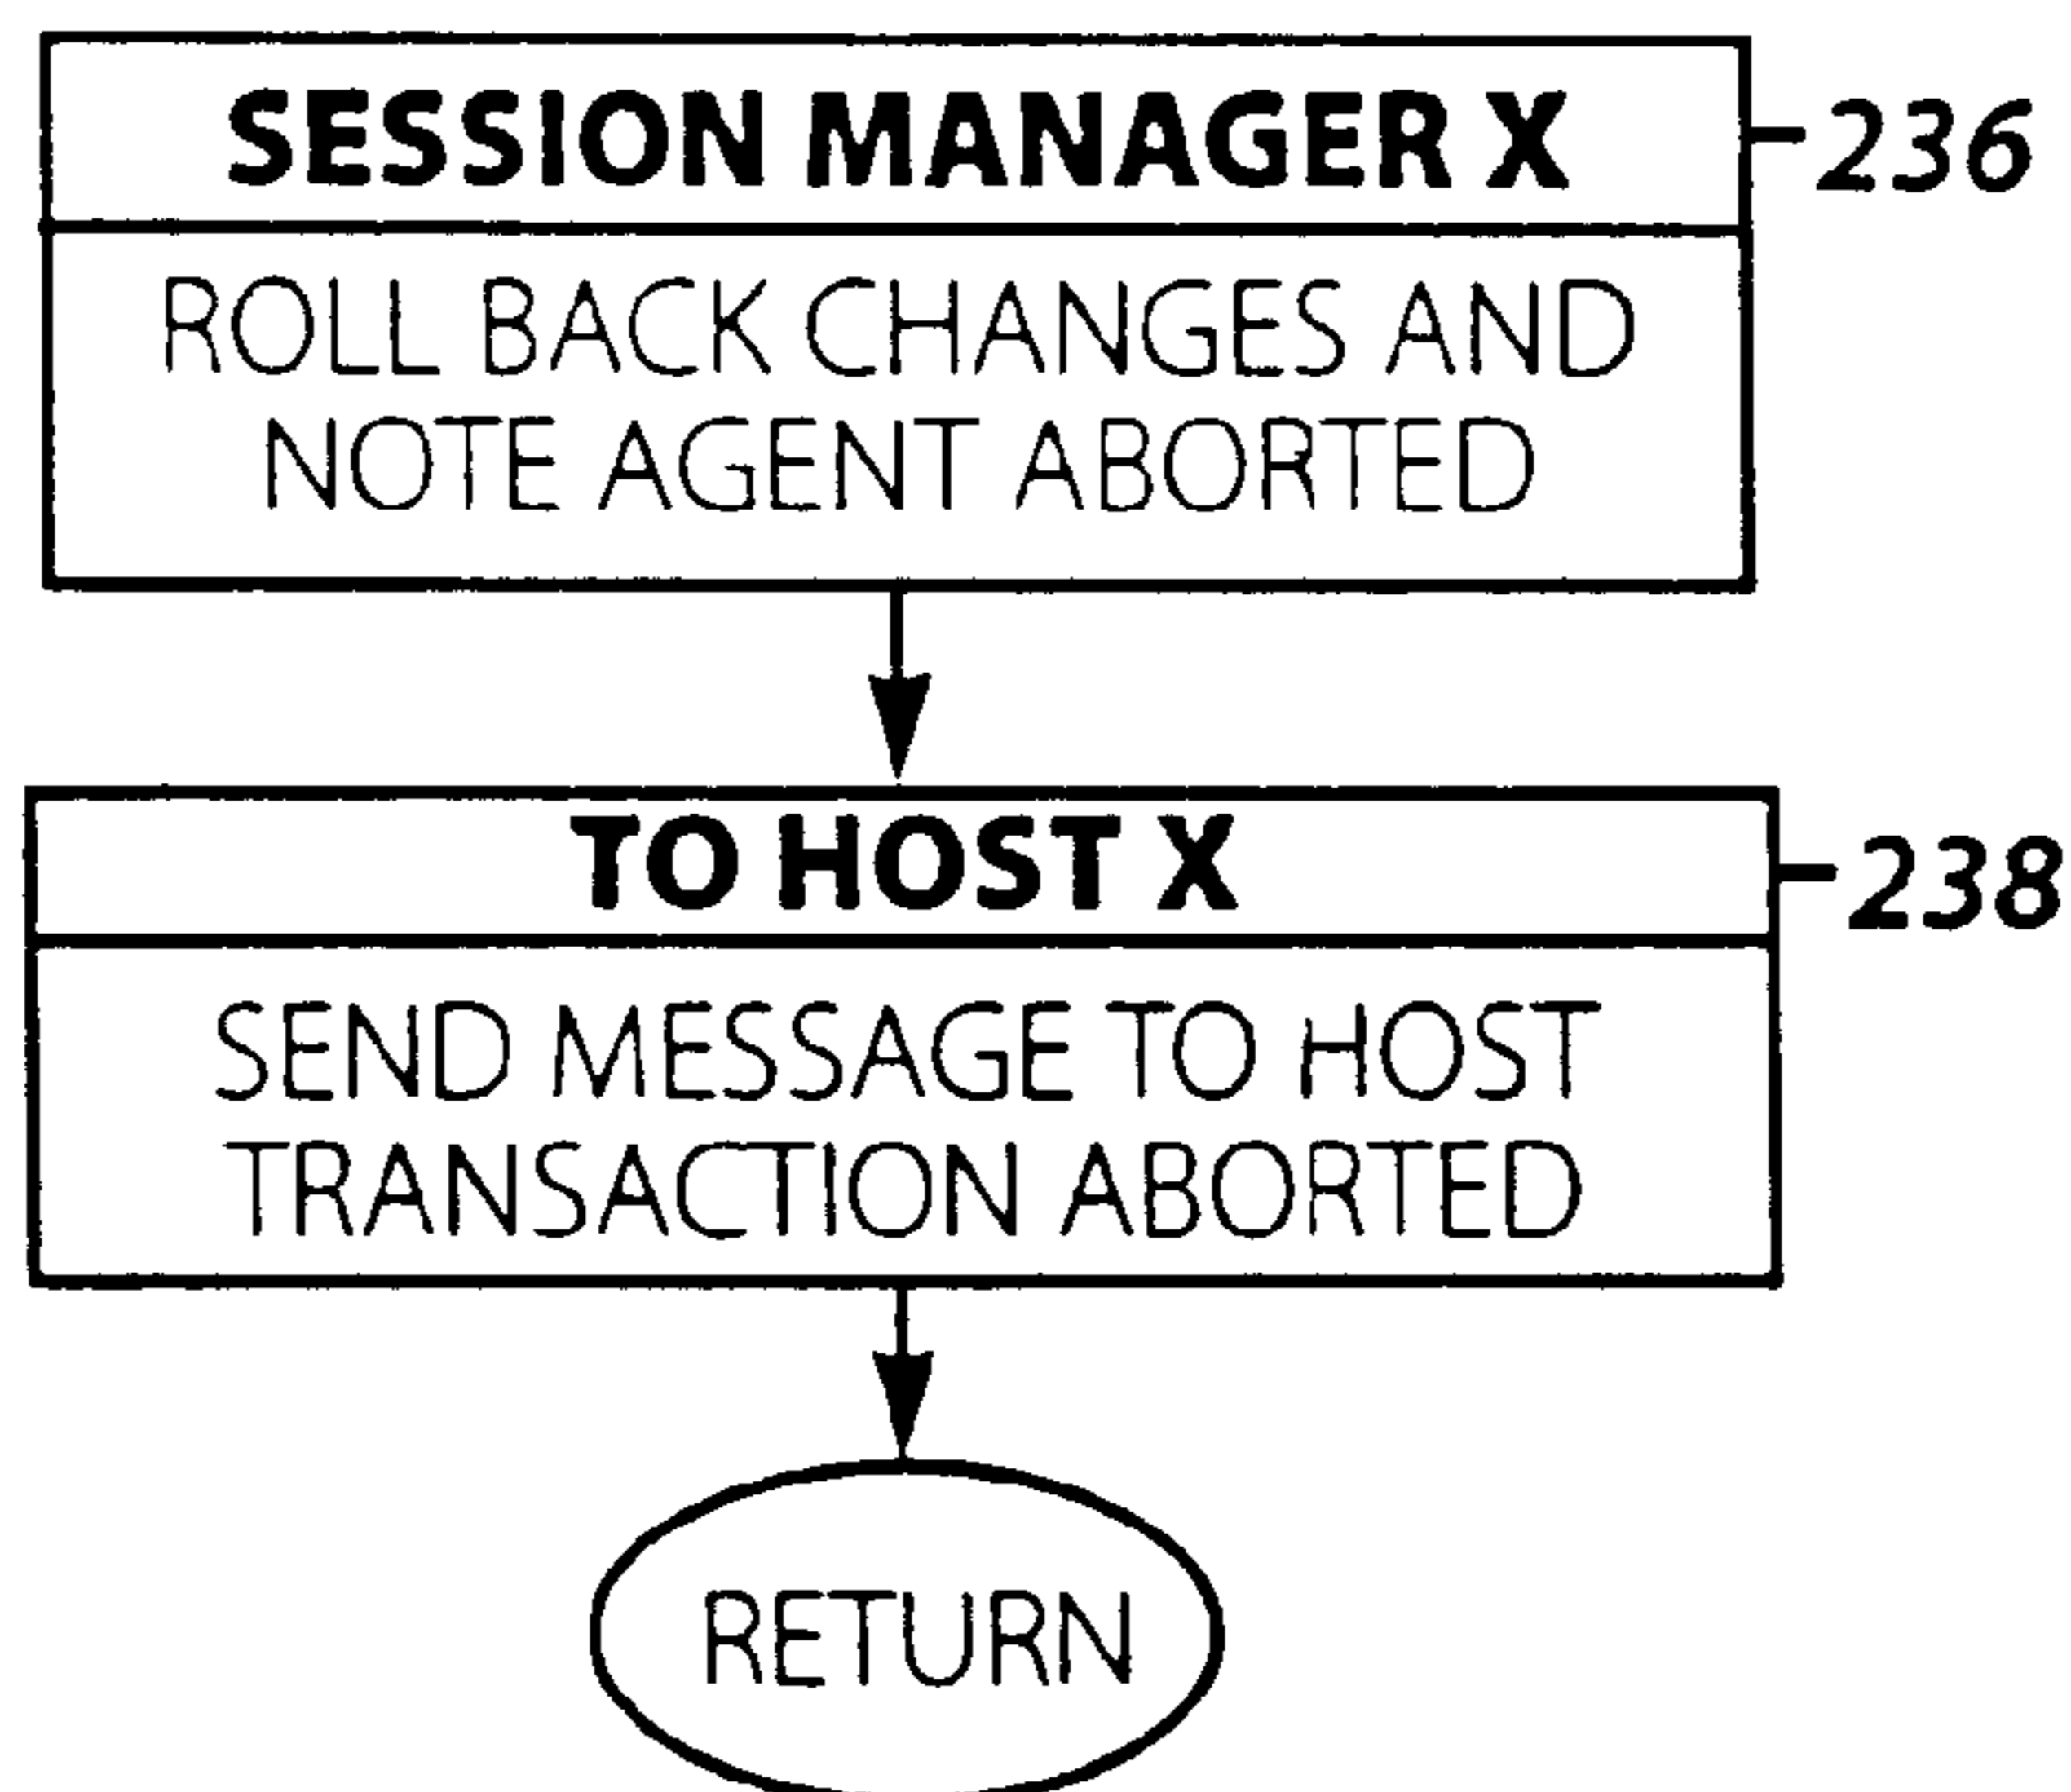 SESSION MANAGER X
236
ROLL BACK CHANGES AND
NOTE AGENT ABORTED
TO HOST X
238
SEND MESSAGE TO HOST
TRANSACTION ABORTED
RETURN